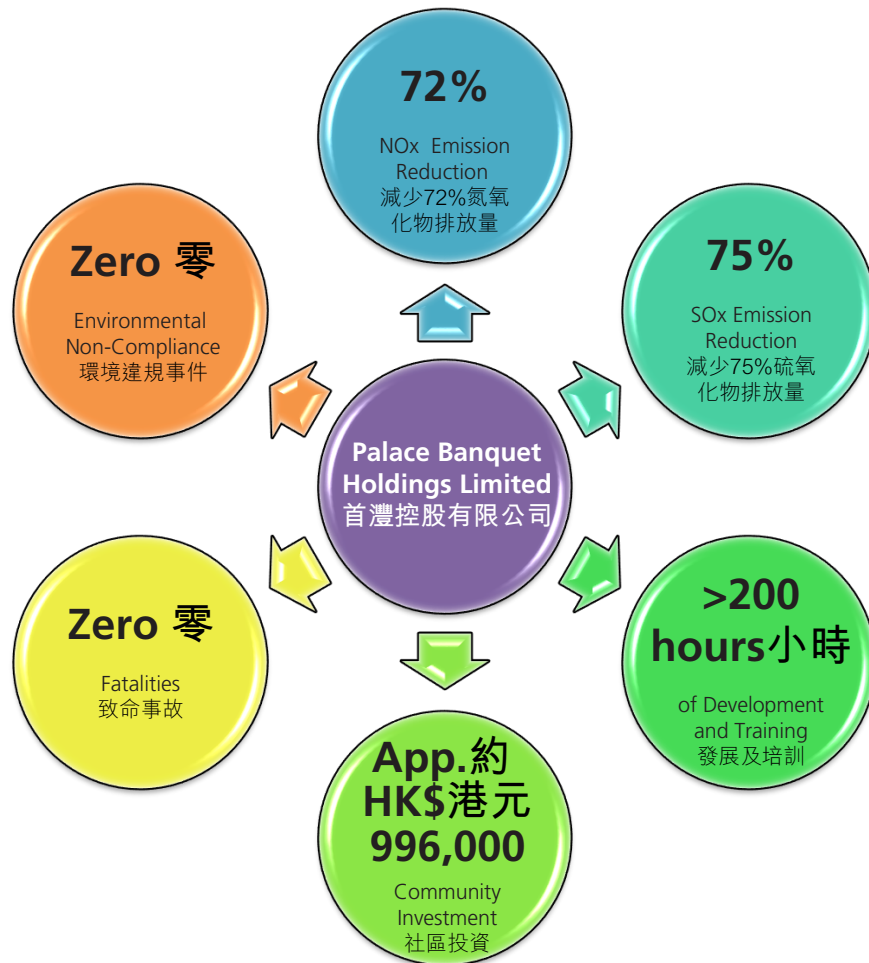 72%
NOx Emission
Reduction
減少72%氮氧
化物排放量
75%
SOx Emission
Reduction
減少75%硫氧
化物排放量
>200
hours小時
of Development
and Training
發展及培訓
App.約
HK$港元
996,000
Community
Investment
社區投資
Zero 零
Fatalities
致命事故
Zero 零
Environmental
Non-Compliance
環境違規事件
Palace Banquet
Holdings Limited
首灃控股有限公司